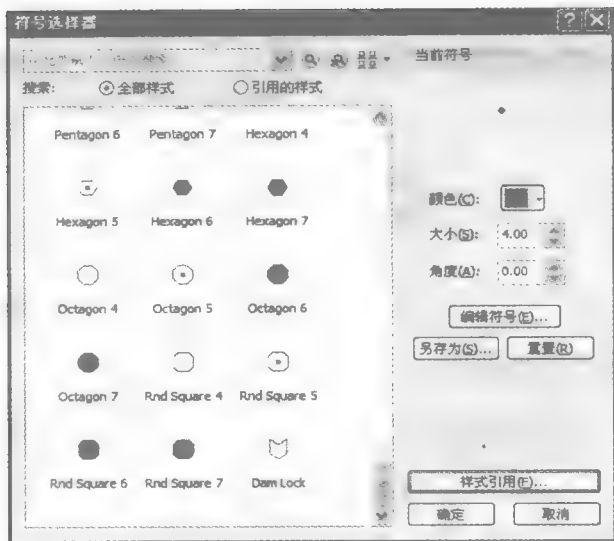 符号选择器
当前符号
搜索: 全部样式 引用的样式
Pentagon 6 Pentagon 7 Hexagon 4
Hexagon 5 Hexagon 6 Hexagon 7
Octagon 4 Octagon 5 Octagon 6
Octagon 7 Rnd Square 4 Rnd Square 5
Rnd Square 6 Rnd Square 7 Dam Lock
颜色(C):
大小(S): 4.00
角度(A): 0.00
编辑符号(E)...
另存为(S)... 重置(R)
样式引用(F)...
确定 取消